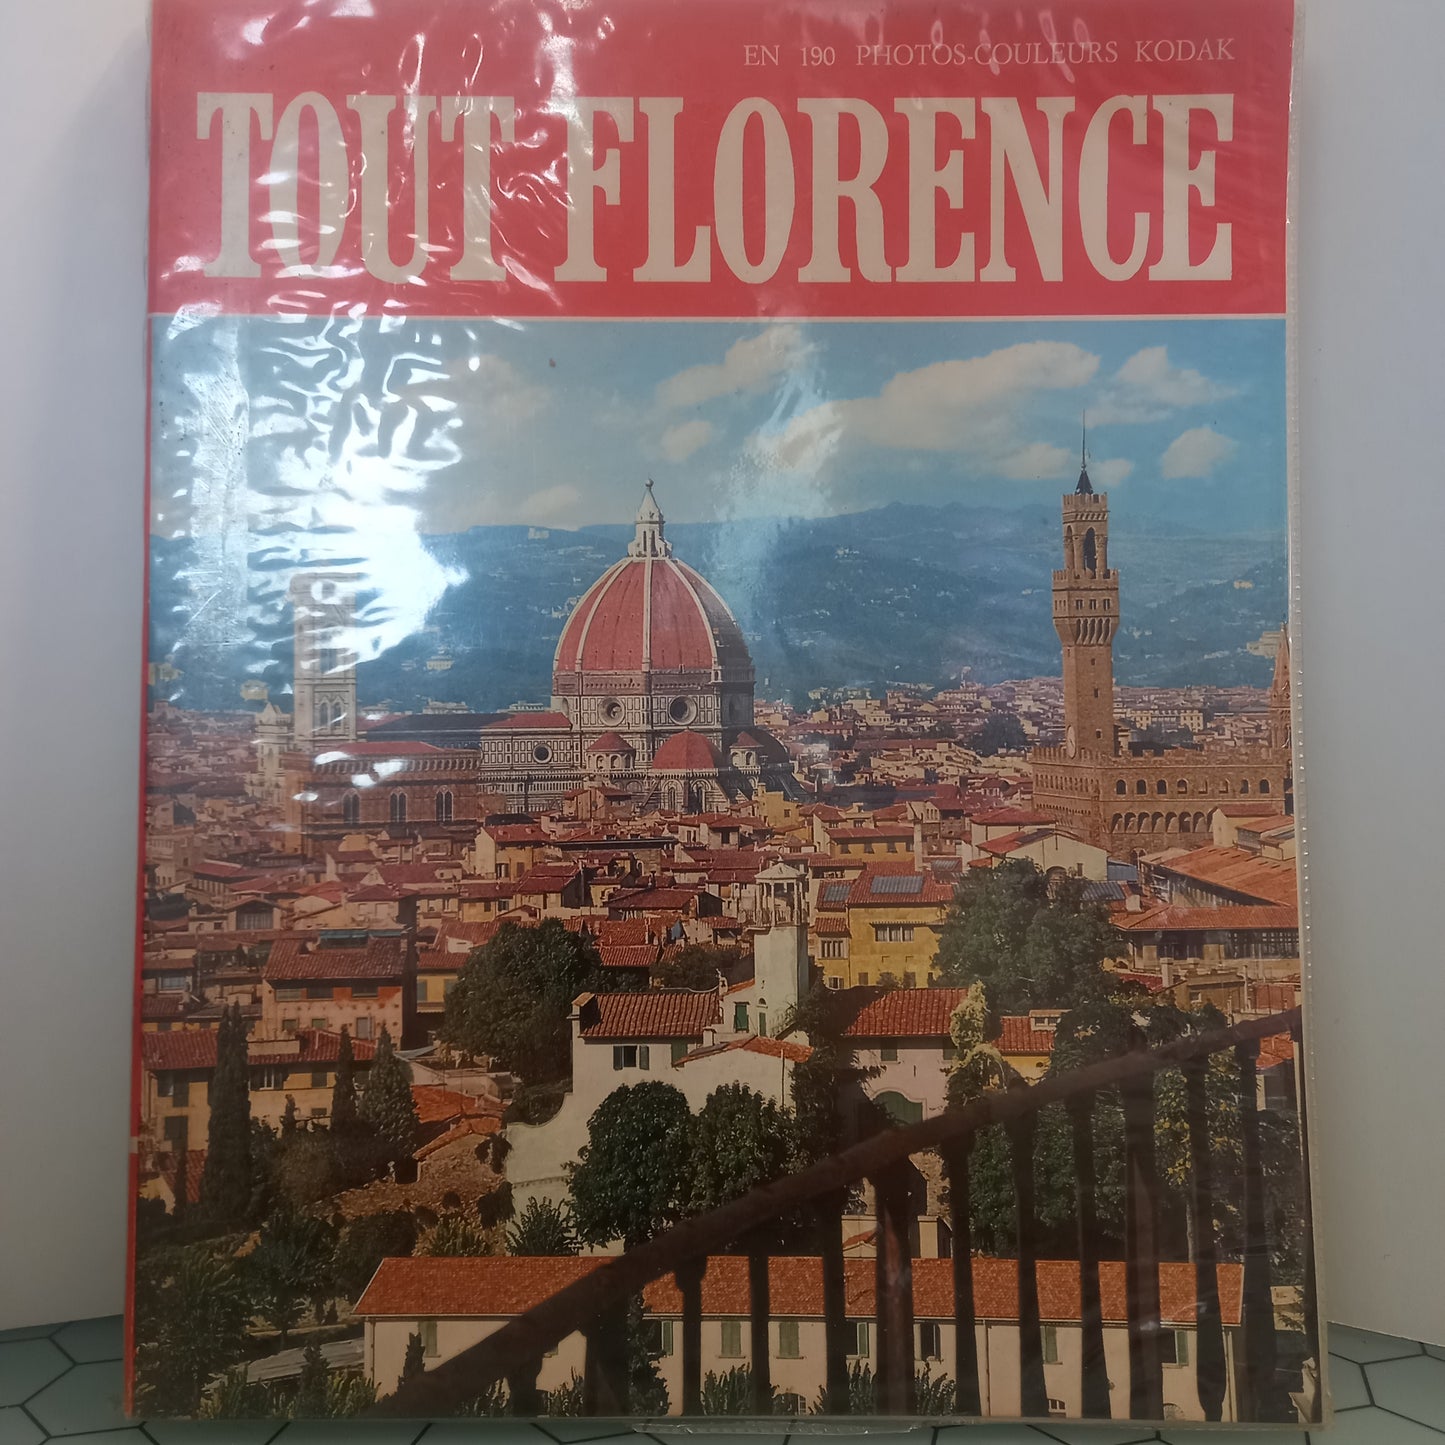 EN 190 PHOTOS-COULEURS KODAK
TOUT FLORENCE